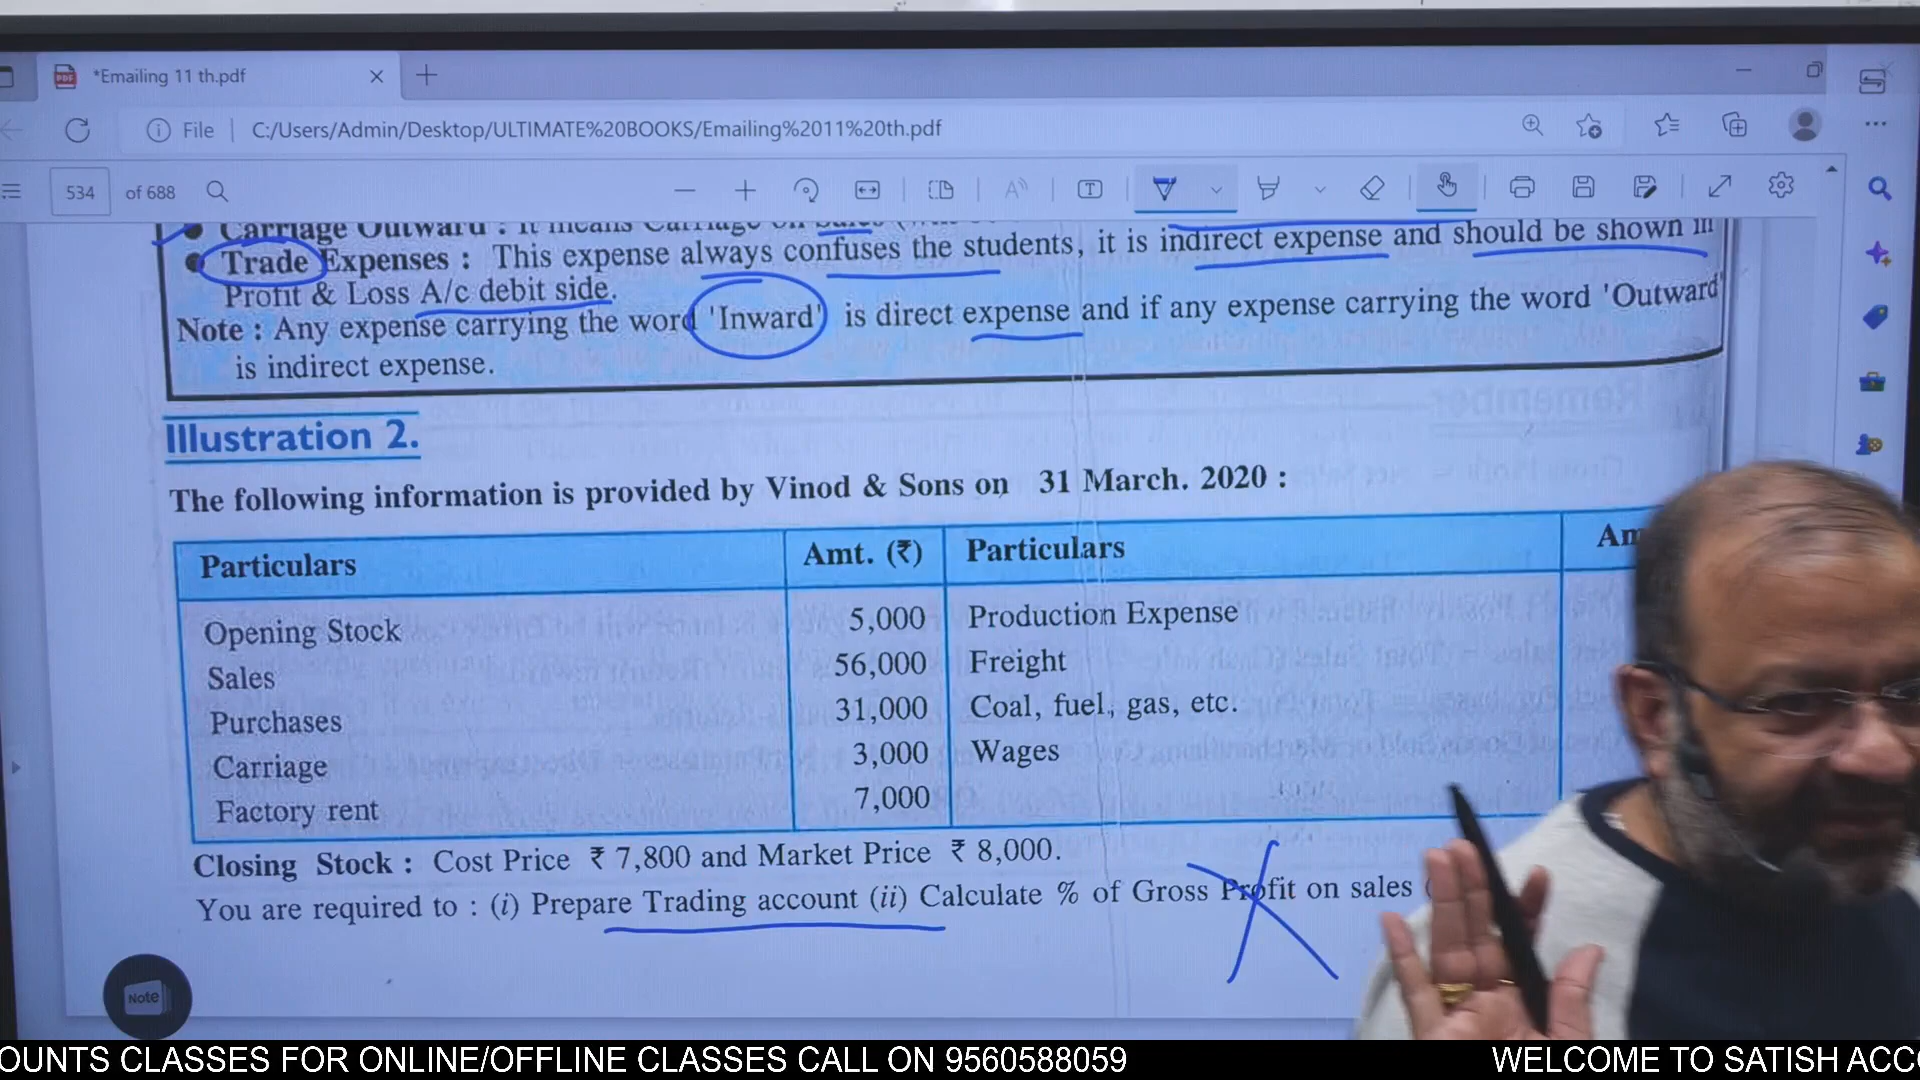 *Emailing 11 th.pdf
File
C:/Users/Admin/Desktop/ULTIMATE%20BOOKS/Emailing%2011%20th.pdf
534 of 688
Carriage Outward : It means Carriage on
Trade Expenses : This expense always confuses the students, it is indirect expense and should be shown in
Profit & Loss A/c debit side.
Note : Any expense carrying the word 'Inward' is direct expense and if any expense carrying the word 'Outward'
is indirect expense.
Illustration 2.
The following information is provided by Vinod & Sons on 31 March. 2020 :
Particulars Amt. (₹) Particulars
Opening Stock 5,000 Production Expense
Sales 56,000 Freight
Purchases 31,000 Coal, fuel, gas, etc.
Carriage 3,000 Wages
Factory rent 7,000
Closing Stock : Cost Price ₹ 7,800 and Market Price ₹ 8,000.
You are required to : (i) Prepare Trading account (ii) Calculate % of Gross Profit on sales
Note
OUNTS CLASSES FOR ONLINE/OFFLINE CLASSES CALL ON 9560588059 WELCOME TO SATISH ACC